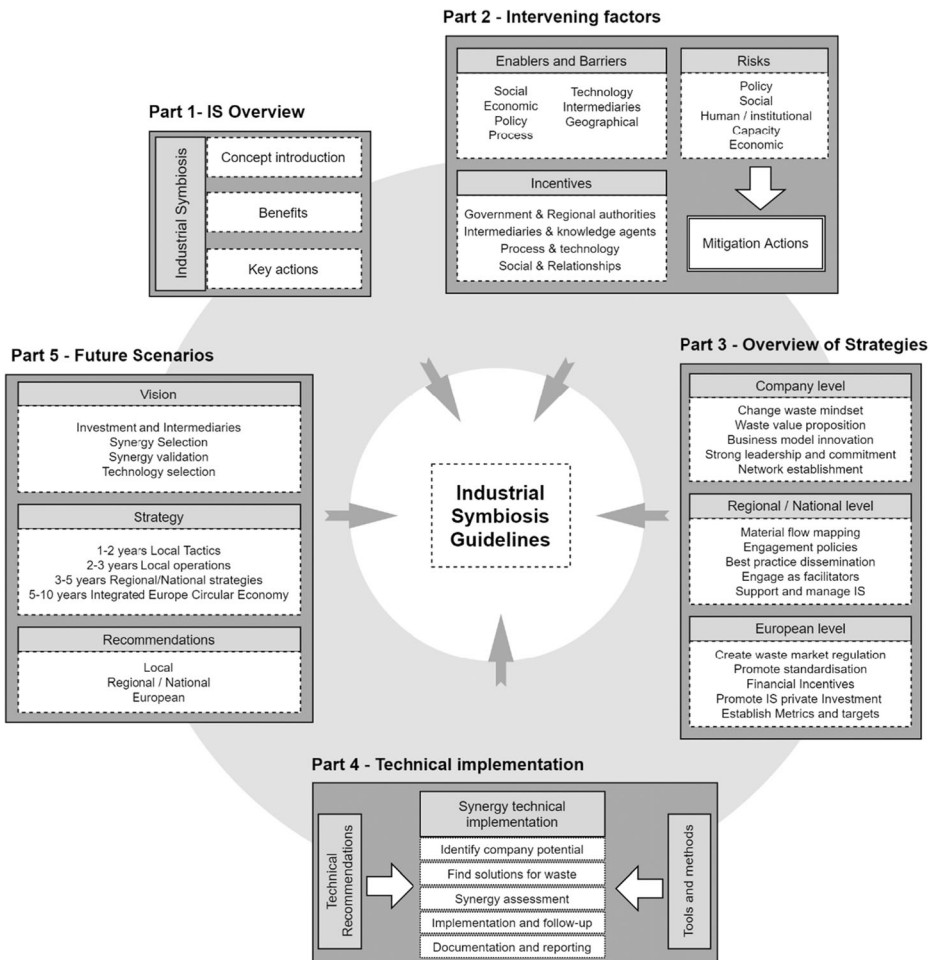 Part 1- IS Overview
Industrial Symbiosis
Concept introduction
Benefits
Key actions
Part 2 - Intervening factors
Enablers and Barriers
Social
Economic
Policy
Process
Technology
Intermediaries
Geographical
Incentives
Government & Regional authorities
Intermediaries & knowledge agents
Process & technology
Social & Relationships
Risks
Policy
Social
Human / institutional
Capacity
Economic
Mitigation Actions
Part 3 - Overview of Strategies
Company level
Change waste mindset
Waste value proposition
Business model innovation
Strong leadership and commitment
Network establishment
Regional / National level
Material flow mapping
Engagement policies
Best practice dissemination
Engage as facilitators
Support and manage IS
European level
Create waste market regulation
Promote standardisation
Financial Incentives
Promote IS private Investment
Establish Metrics and targets
Part 4 - Technical implementation
Technical
Recommendations
Synergy technical
implementation
Identify company potential
Find solutions for waste
Synergy assessment
Implementation and follow-up
Documentation and reporting
Tools and methods
Part 5 - Future Scenarios
Vision
Investment and Intermediaries
Synergy Selection
Synergy validation
Technology selection
Strategy
1-2 years Local Tactics
2-3 years Local operations
3-5 years Regional/National strategies
5-10 years Integrated Europe Circular Economy
Recommendations
Local
Regional / National
European
Industrial
Symbiosis
Guidelines